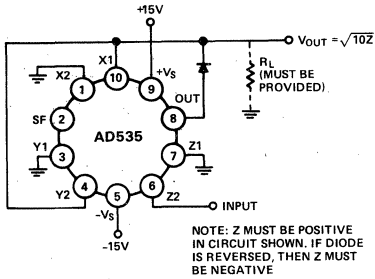 +15V
VOUT = √10Z
X1
X2
+VS
RL
(MUST BE
PROVIDED)
10
1
9
OUT
SF
2
8
AD535
Y1
Z1
3
7
Y2
4
5
6
Z2
INPUT
–VS
–15V
NOTE: Z MUST BE POSITIVE
IN CIRCUIT SHOWN. IF DIODE
IS REVERSED, THEN Z MUST
BE NEGATIVE